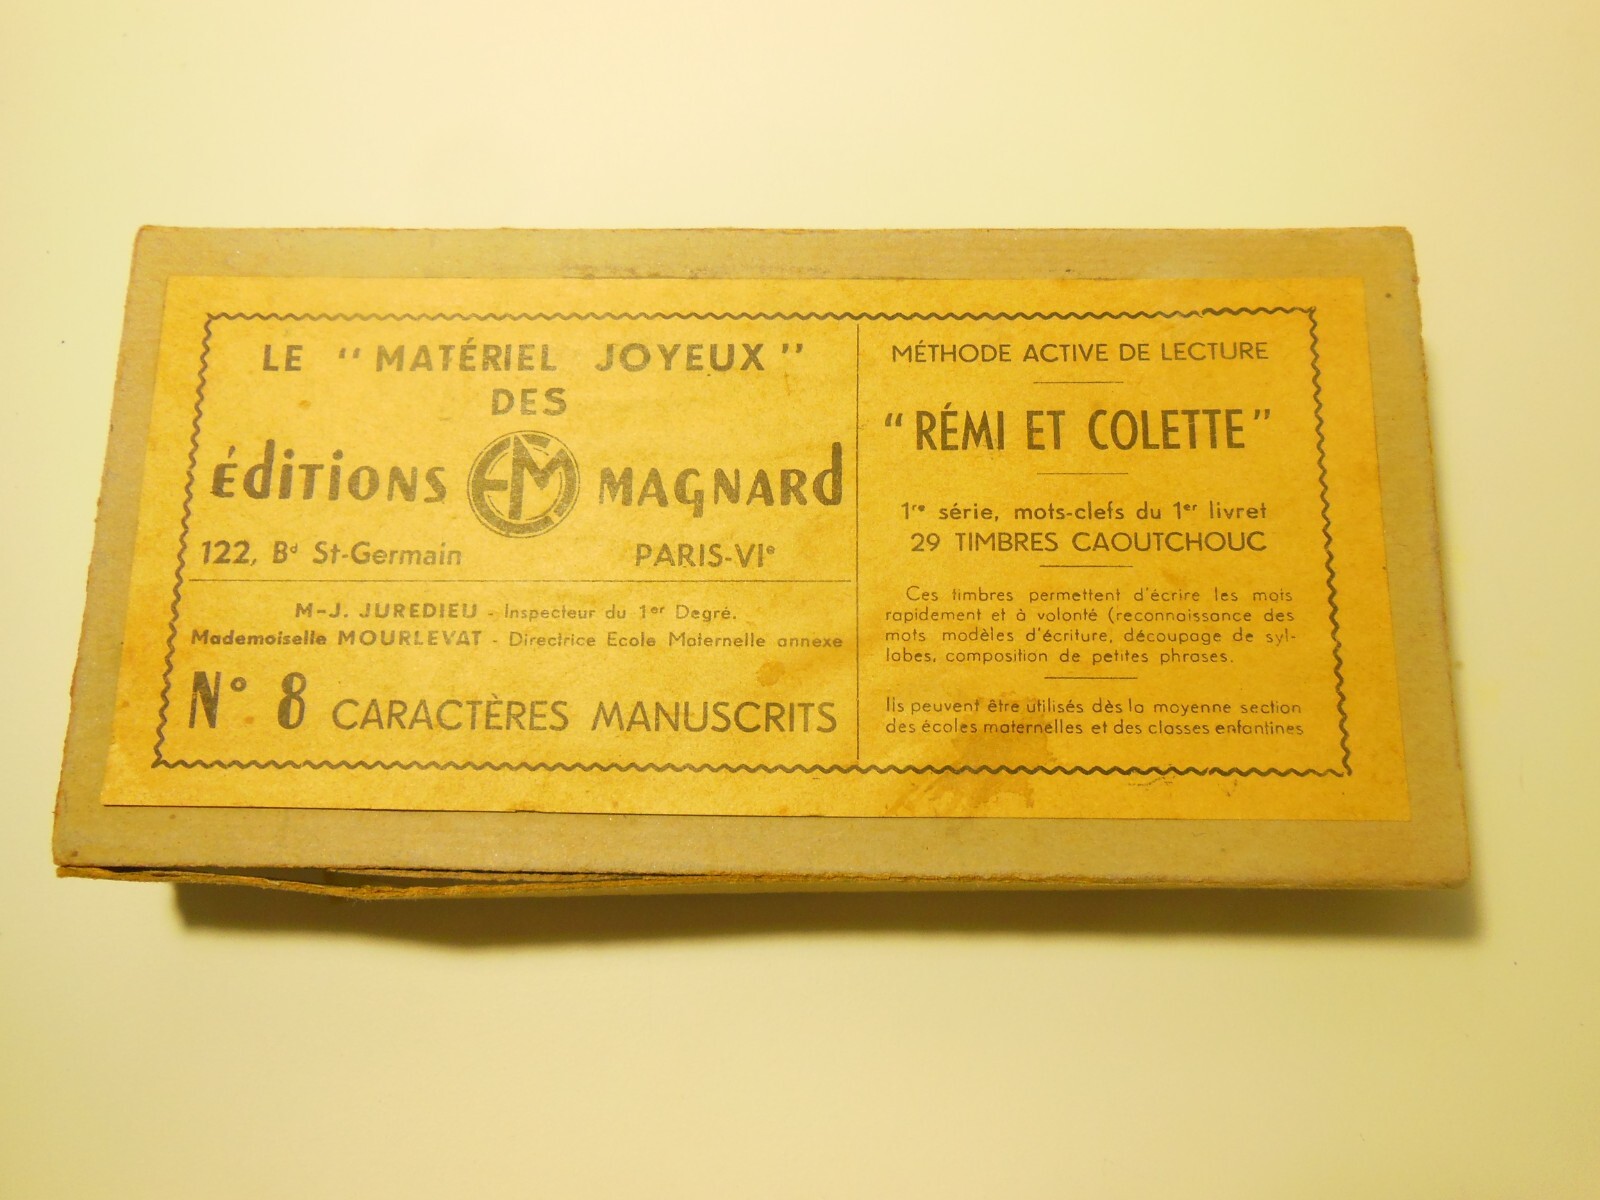 LE " MATÉRIEL JOYEUX "
DES
ÉDITIONS EM MAGNARD
122, Bd St-Germain PARIS-VIe
M-J. JUREDIEU - Inspecteur du 1er Degré.
Mademoiselle MOURLEVAT - Directrice Ecole Maternelle annexe
N° 8 CARACTÈRES MANUSCRITS
MÉTHODE ACTIVE DE LECTURE
" RÉMI ET COLETTE "
1re série, mots-clefs du 1er livret
29 TIMBRES CAOUTCHOUC
Ces timbres permettent d'écrire les mots
rapidement et à volonté (reconnaissance des
mots modèles d'écriture, découpage de syl-
labes, composition de petites phrases.
Ils peuvent être utilisés dès la moyenne section
des écoles maternelles et des classes enfantines